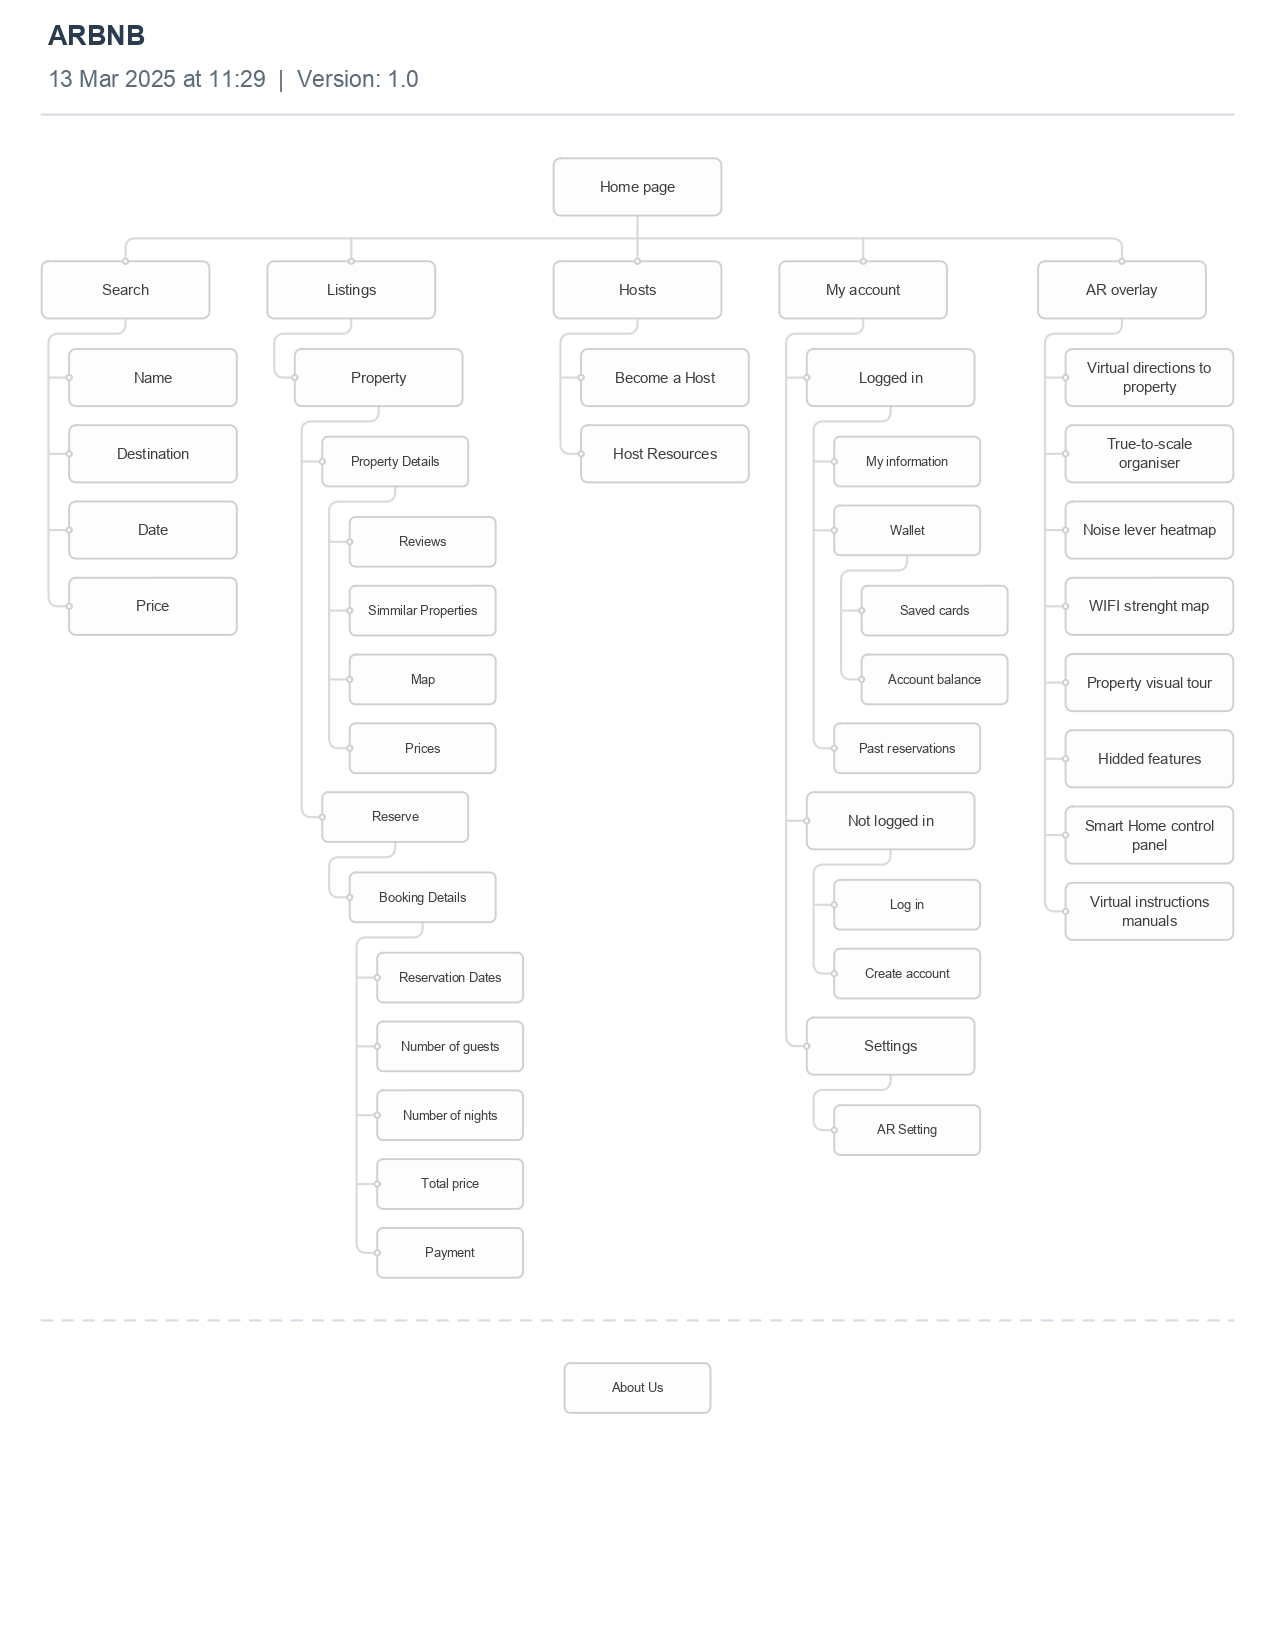 ARBNB
13 Mar 2025 at 11:29 | Version: 1.0
Home page
Search
Name
Destination
Date
Price
Listings
Property
Property Details
Reviews
Simmilar Properties
Map
Prices
Reserve
Booking Details
Reservation Dates
Number of guests
Number of nights
Total price
Payment
Hosts
Become a Host
Host Resources
My account
Logged in
My information
Wallet
Saved cards
Account balance
Past reservations
Not logged in
Log in
Create account
Settings
AR Setting
AR overlay
Virtual directions to
property
True-to-scale
organiser
Noise lever heatmap
WIFI strenght map
Property visual tour
Hidded features
Smart Home control
panel
Virtual instructions
manuals
About Us